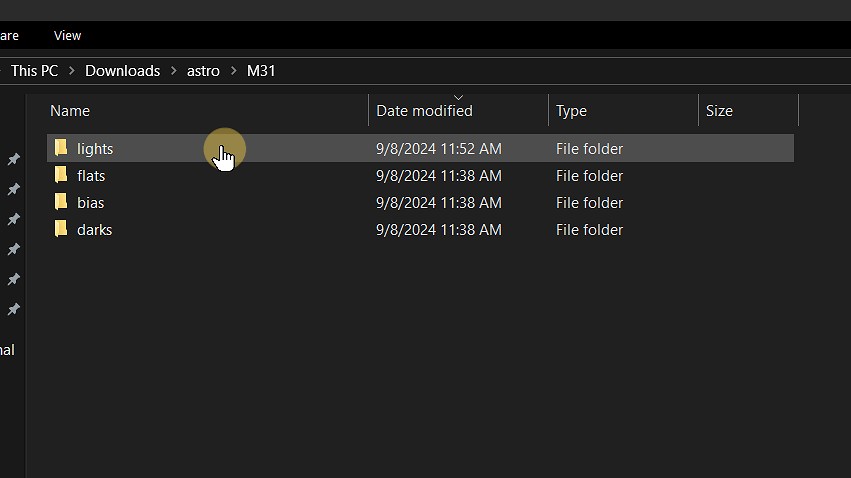 are View
This PC > Downloads > astro > M31
Name Date modified Type Size
lights 9/8/2024 11:52 AM File folder
flats 9/8/2024 11:38 AM File folder
bias 9/8/2024 11:38 AM File folder
darks 9/8/2024 11:38 AM File folder
nal